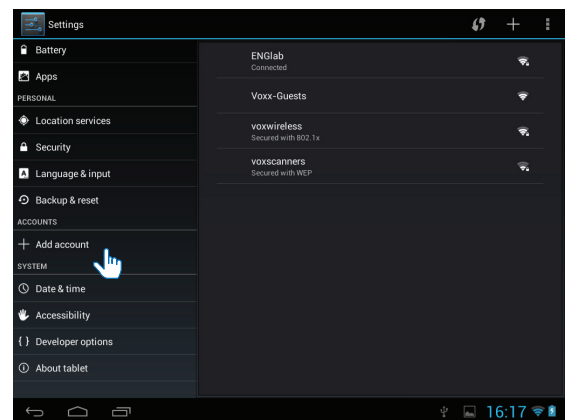 Settings
Battery
Apps
PERSONAL
Location services
Security
Language & input
Backup & reset
ACCOUNTS
Add account
SYSTEM
Date & time
Accessibility
{ } Developer options
About tablet
ENGlab
Connected
Voxx-Guests
voxwireless
Secured with 802.1x
voxscanners
Secured with WEP
16:17